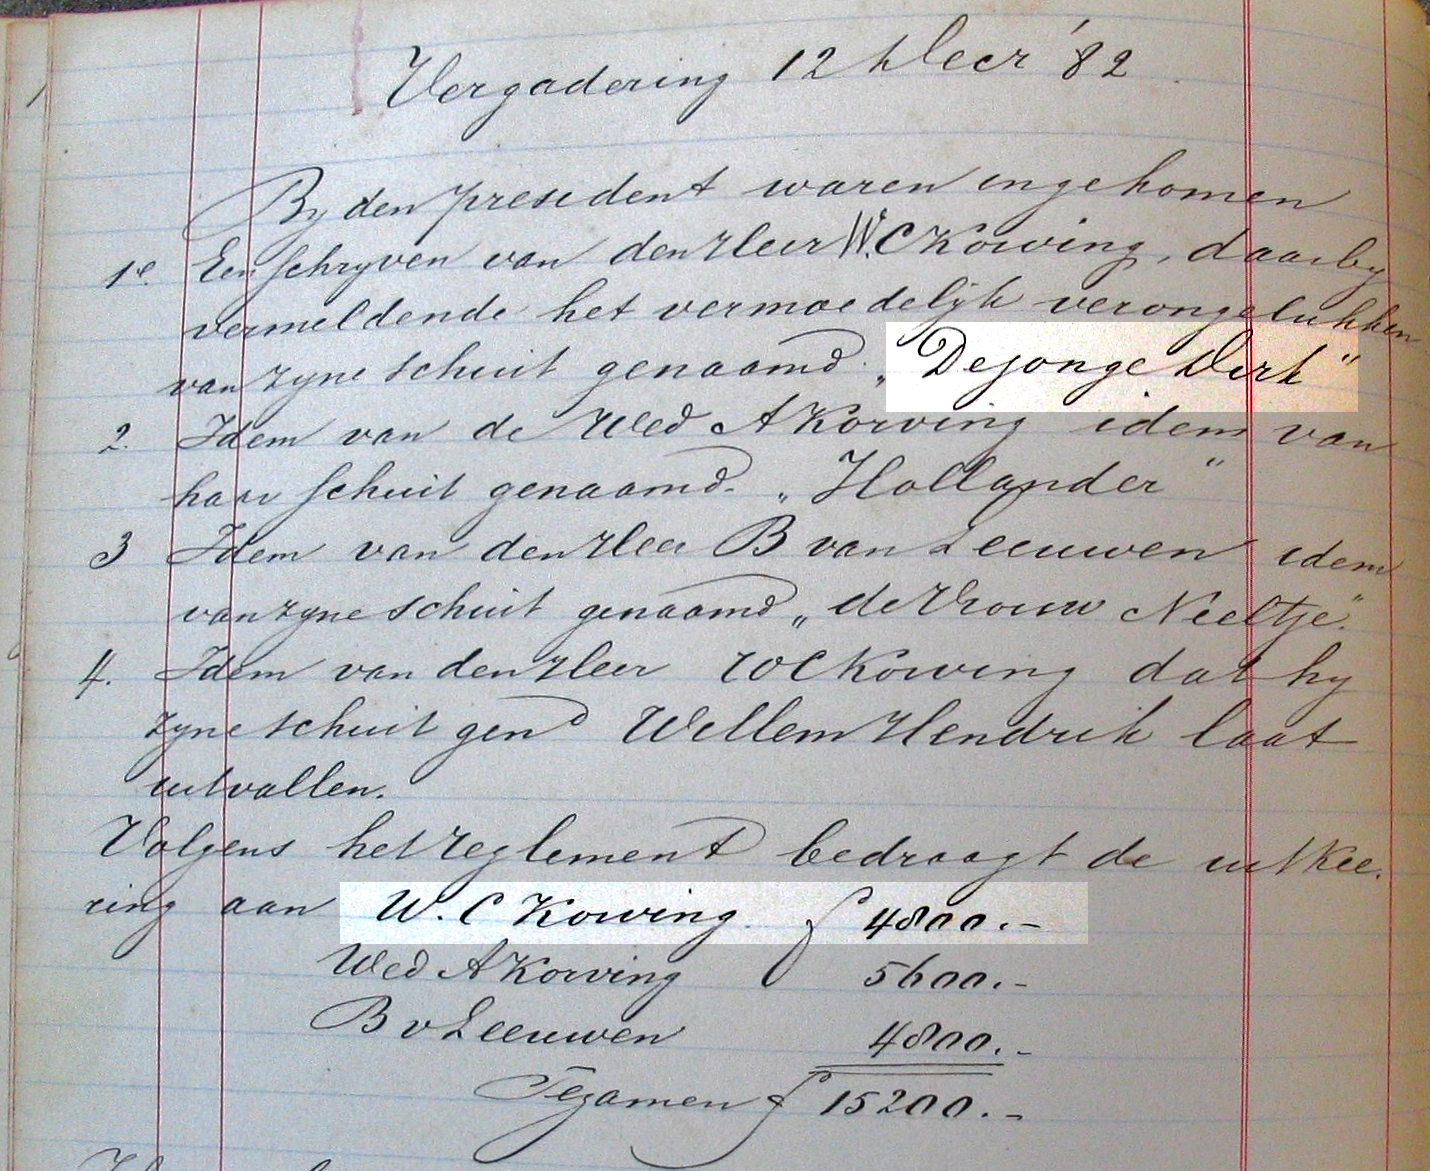 Vergadering 12 Decr '82
By den president waren ingekomen
1e. Een schryven van den Heer W.C Korving, daarby
vermeldende het vermoedelijk verongelukken
van zyne schuit genaamd „De jonge Dirk"
2. Idem van de Wed A Korving idem van
haar schuit genaamd. „Hollander"
3 Idem van den Heer B van Leeuwen idem
van zyne schuit genaamd „de Vrouw Neeltje".
4. Idem van den Heer W C Korving dat hy
zyne schuit gend Willem Hendrik laat
uitvallen.
Volgens het reglement bedraagt de uitkee-
ring aan W. C Korving. f 4800.-
Wed A Korving 5600.-
B v Leeuwen 4800.-
Tezamen f 15200.-